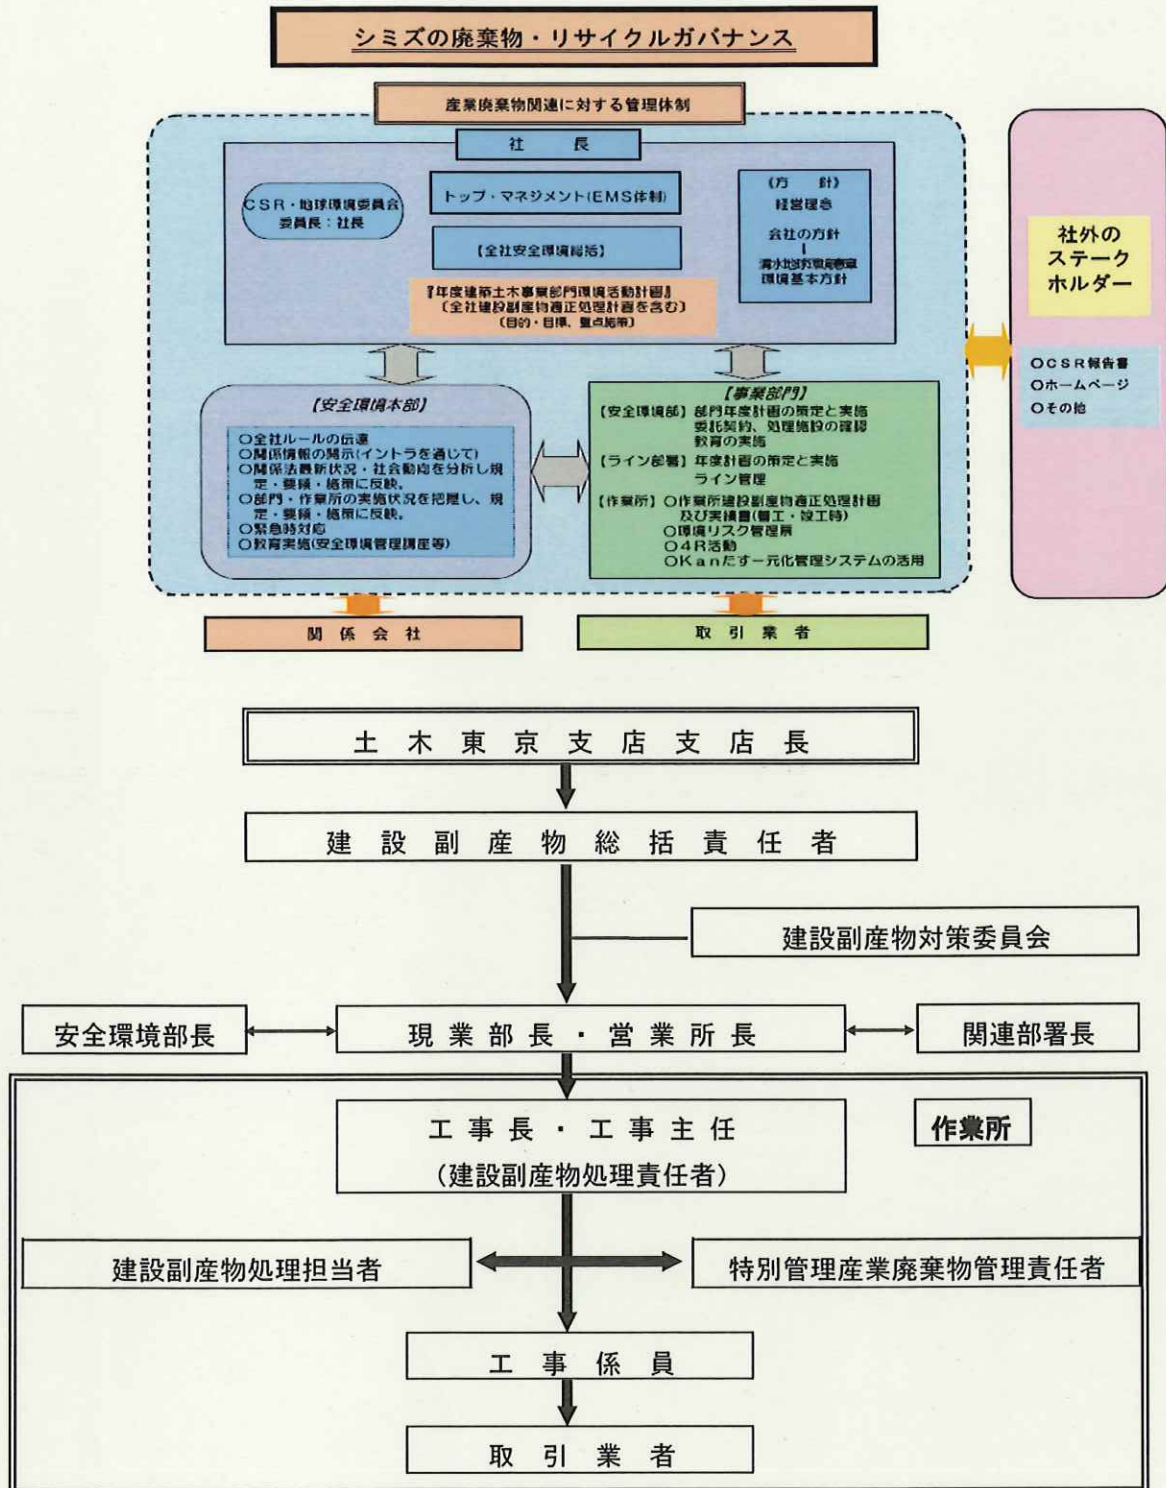 シミズの廃棄物・リサイクルガバナンス
産業廃棄物関連に対する管理体制
社　長
CSR・地球環境委員会
委員長：社長
トップ・マネジメント(EMS体制)
【全社安全環境総括】
『年度建築土木事業部門環境活動計画』
(全社建設副産物適正処理計画を含む)
(目的・目標、重点施策)
(方　針)
経営理念
会社の方針
↓
清水地球環境憲章
環境基本方針
社外の
ステーク
ホルダー
○CSR報告書
○ホームページ
○その他
【安全環境本部】
○全社ルールの伝達
○関係情報の開示(イントラを通じて)
○関係法最新状況・社会動向を分析し規
定・要領・施策に反映。
○部門・作業所の実施状況を把握し、規
定・要領・施策に反映。
○緊急時対応
○教育実施(安全環境管理講座等)
【事業部門】
【安全環境部】部門年度計画の策定と実施
委託契約、処理施設の確認
教育の実施
【ライン部署】年度計画の策定と実施
ライン管理
【作業所】○作業所建設副産物適正処理計画
及び実績書(着工・竣工時)
○環境リスク管理票
○4R活動
○Kanたす一元化管理システムの活用
関係会社
取引業者
土木東京支店支店長
建設副産物総括責任者
建設副産物対策委員会
安全環境部長
現業部長・営業所長
関連部署長
工事長・工事主任
(建設副産物処理責任者)
作業所
建設副産物処理担当者
特別管理産業廃棄物管理責任者
工事係員
取引業者